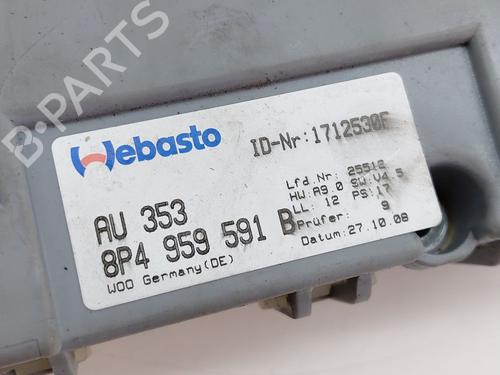 B-PARTS
Webasto
ID-Nr:1712530F
AU 353
8P4 959 591 B
WOO Germany(DE)
Lfd.Nr: 25512
HW:A9.0 SW:V4.5
LL: 12 PS:17
Prüfer: 9
Datum:27.10.08